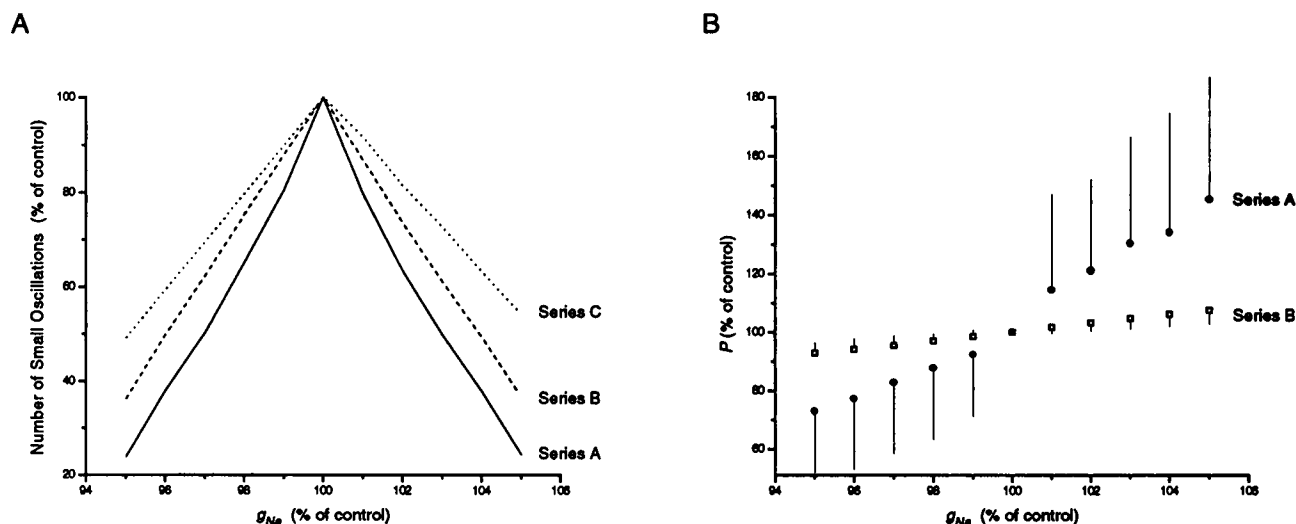 A
Number of Small Oscillations (% of control)
100
80
60
40
20
94
96
98
100
102
104
106
g_Na (% of control)
Series C
Series B
Series A
B
P (% of control)
180
160
140
120
100
80
60
94
96
98
100
102
104
106
g_Na (% of control)
Series A
Series B